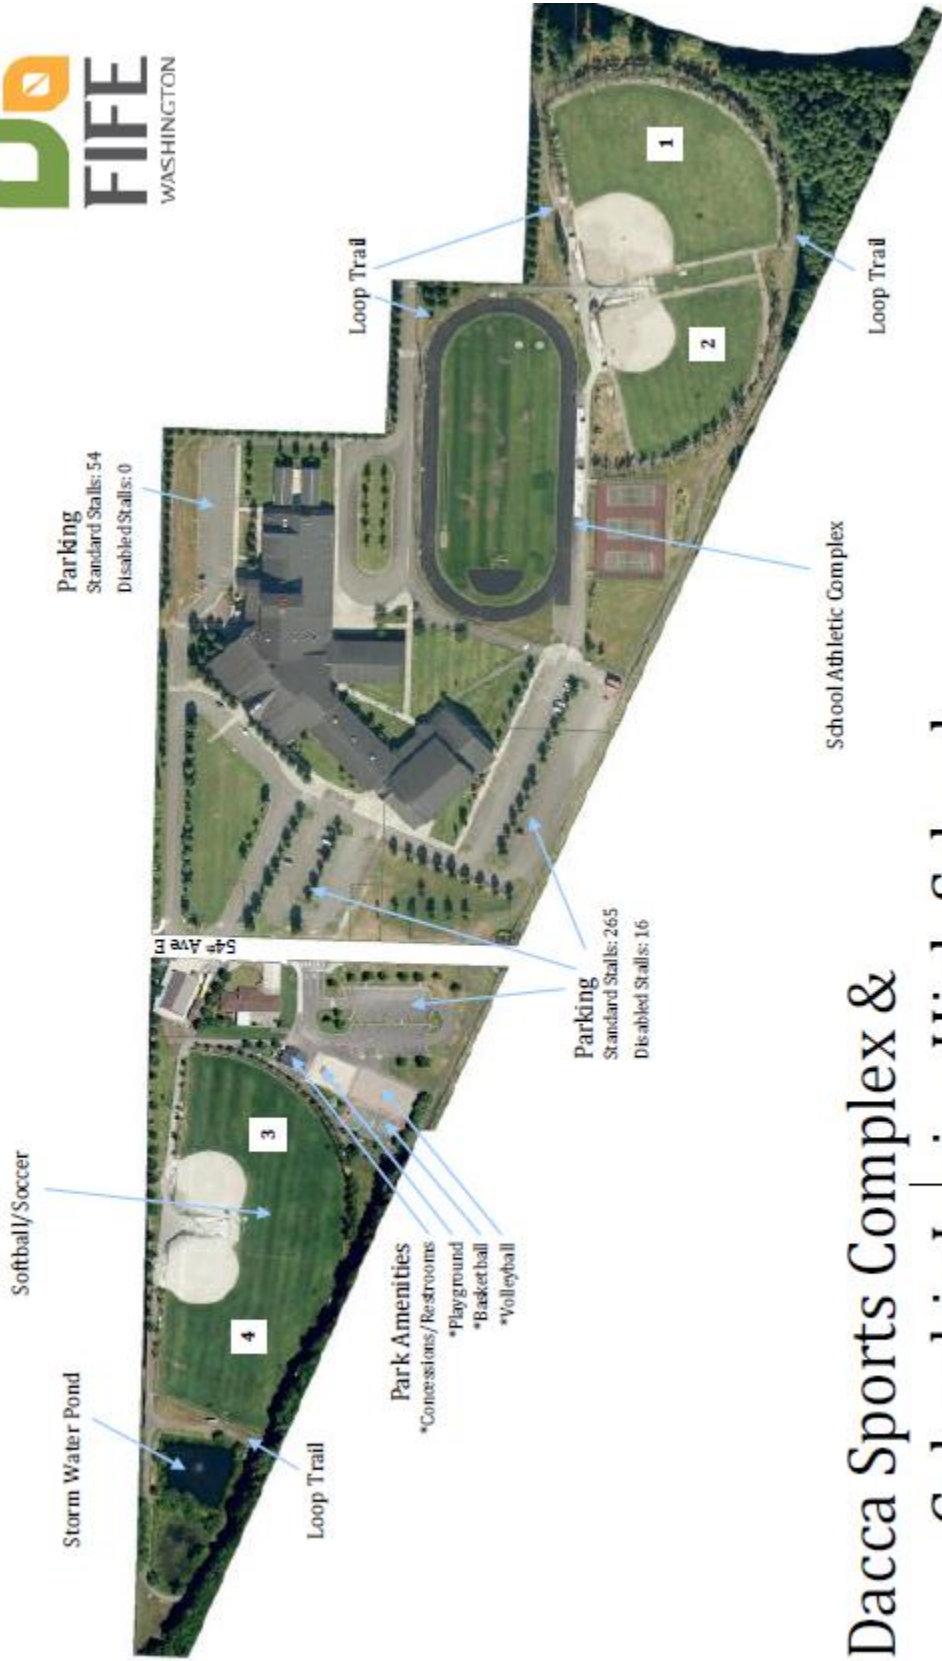 FIFE
WASHINGTON
Softball/Soccer
Storm Water Pond
Loop Trail
Park Amenities
*Concessions/Restrooms
*Playground
*Basketball
*Volleyball
4
3
54th Ave E
Parking
Standard Stalls: 265
Disabled Stalls: 16
Parking
Standard Stalls: 54
Disabled Stalls: 0
Loop Trail
School Athletic Complex
2
1
Loop Trail
Dacca Sports Complex &